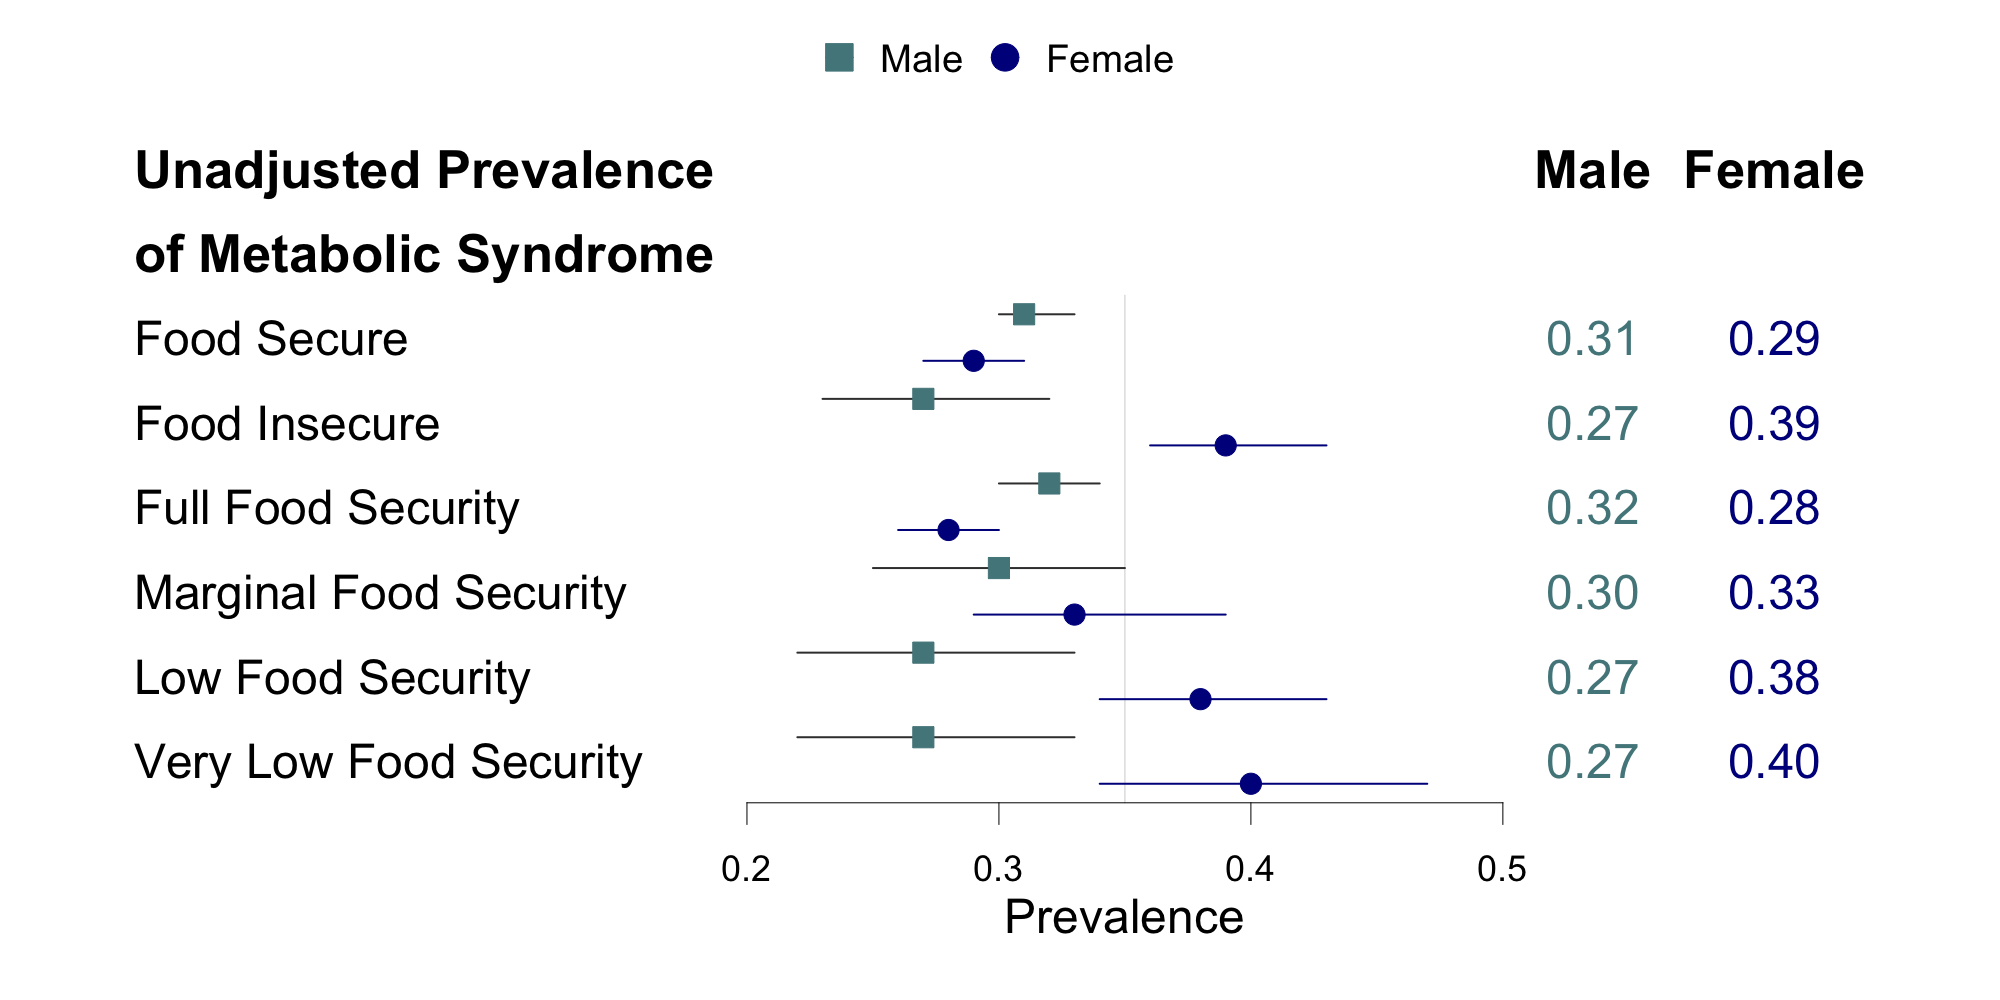 Male Female
Unadjusted Prevalence Male Female
of Metabolic Syndrome
Food Secure 0.31 0.29
Food Insecure 0.27 0.39
Full Food Security 0.32 0.28
Marginal Food Security 0.30 0.33
Low Food Security 0.27 0.38
Very Low Food Security 0.27 0.40
0.2 0.3 0.4 0.5
Prevalence